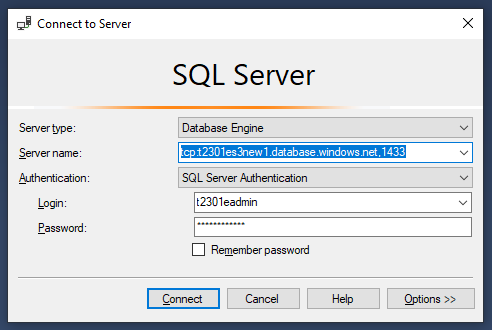 Connect to Server
SQL Server
Server type: Database Engine
Server name: tcp:t2301es3new1.database.windows.net,1433
Authentication: SQL Server Authentication
Login: t2301eadmin
Password: ************
Remember password
Connect Cancel Help Options >>